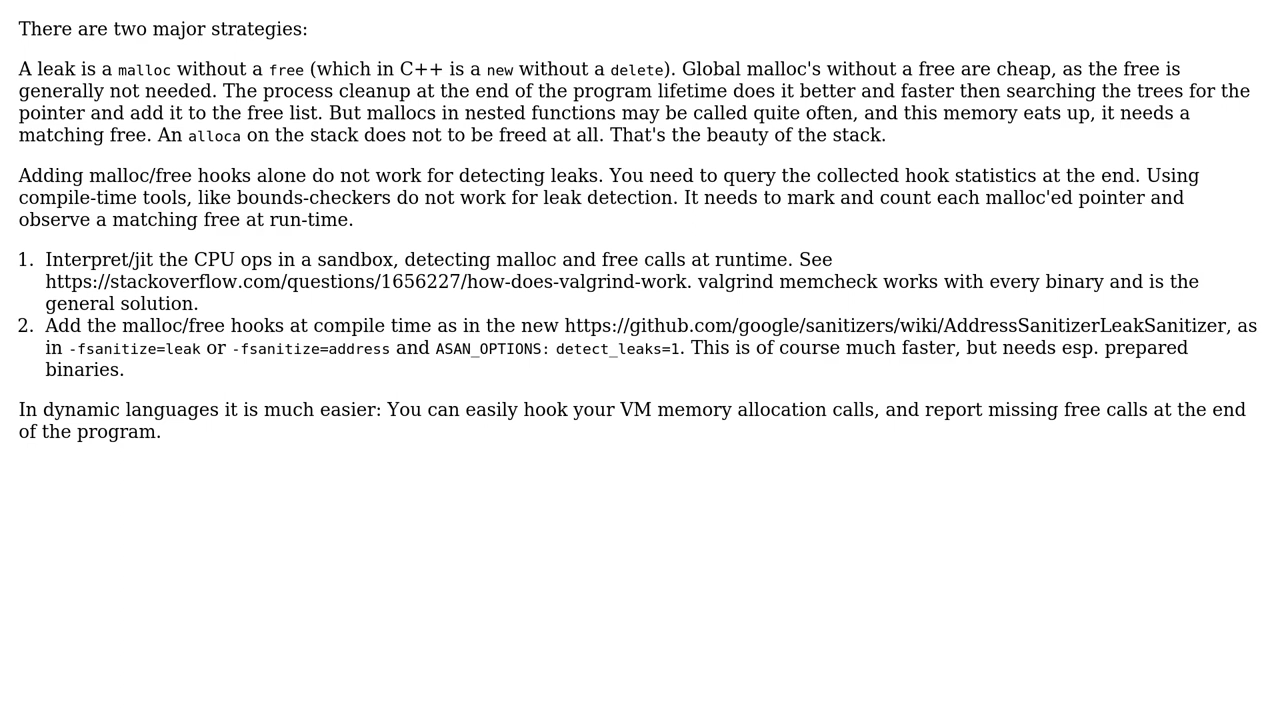 There are two major strategies:
A leak is a malloc without a free (which in C++ is a new without a delete). Global malloc's without a free are cheap, as the free is
generally not needed. The process cleanup at the end of the program lifetime does it better and faster then searching the trees for the
pointer and add it to the free list. But mallocs in nested functions may be called quite often, and this memory eats up, it needs a
matching free. An alloca on the stack does not to be freed at all. That's the beauty of the stack.
Adding malloc/free hooks alone do not work for detecting leaks. You need to query the collected hook statistics at the end. Using
compile-time tools, like bounds-checkers do not work for leak detection. It needs to mark and count each malloc'ed pointer and
observe a matching free at run-time.
1. Interpret/jit the CPU ops in a sandbox, detecting malloc and free calls at runtime. See
https://stackoverflow.com/questions/1656227/how-does-valgrind-work. valgrind memcheck works with every binary and is the
general solution.
2. Add the malloc/free hooks at compile time as in the new https://github.com/google/sanitizers/wiki/AddressSanitizerLeakSanitizer, as
in -fsanitize=leak or -fsanitize=address and ASAN_OPTIONS: detect_leaks=1. This is of course much faster, but needs esp. prepared
binaries.
In dynamic languages it is much easier: You can easily hook your VM memory allocation calls, and report missing free calls at the end
of the program.